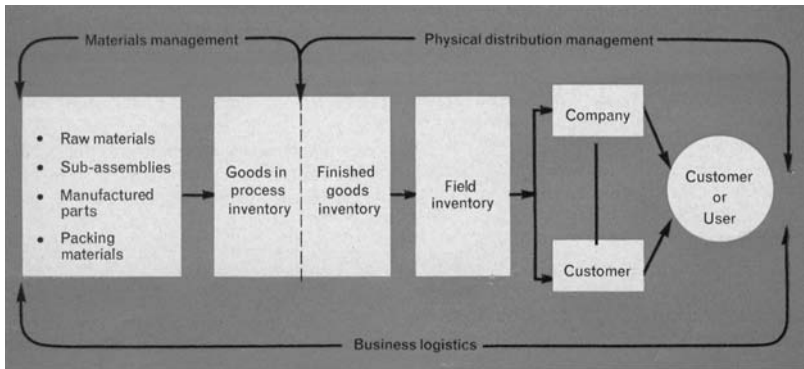 Materials management
Physical distribution management
• Raw materials
• Sub-assemblies
• Manufactured
parts
• Packing
materials
Goods in
process
inventory
Finished
goods
inventory
Field
inventory
Company
Customer
Customer
or
User
Business logistics